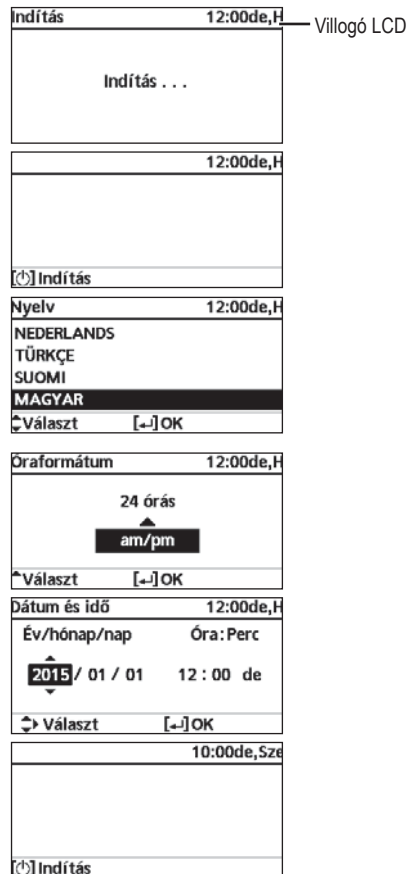 Indítás 12:00de,H
Villogó LCD
Indítás . . .
12:00de,H
[⏻] Indítás
Nyelv 12:00de,H
NEDERLANDS
TÜRKÇE
SUOMI
MAGYAR
Választ [↵] OK
Óraformátum 12:00de,H
24 órás
am/pm
Választ [↵] OK
Dátum és idő 12:00de,H
Év/hónap/nap Óra: Perc
2015 / 01 / 01 12 : 00 de
Választ [↵] OK
10:00de,Sze
[⏻] Indítás